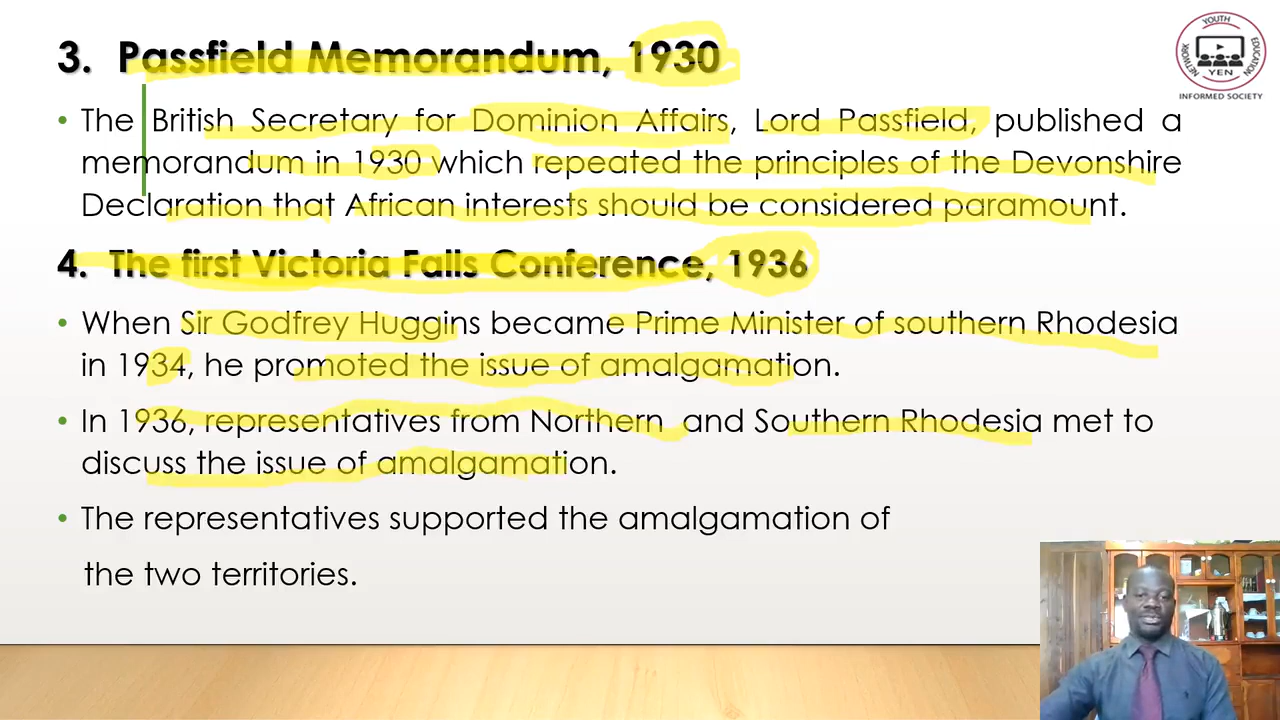 3. Passfield Memorandum, 1930
• The British Secretary for Dominion Affairs, Lord Passfield, published a
memorandum in 1930 which repeated the principles of the Devonshire
Declaration that African interests should be considered paramount.
4. The first Victoria Falls Conference, 1936
• When Sir Godfrey Huggins became Prime Minister of southern Rhodesia
in 1934, he promoted the issue of amalgamation.
• In 1936, representatives from Northern and Southern Rhodesia met to
discuss the issue of amalgamation.
• The representatives supported the amalgamation of
the two territories.
YOUTH
EDUCATION
NETWORK
YEN
INFORMED SOCIETY